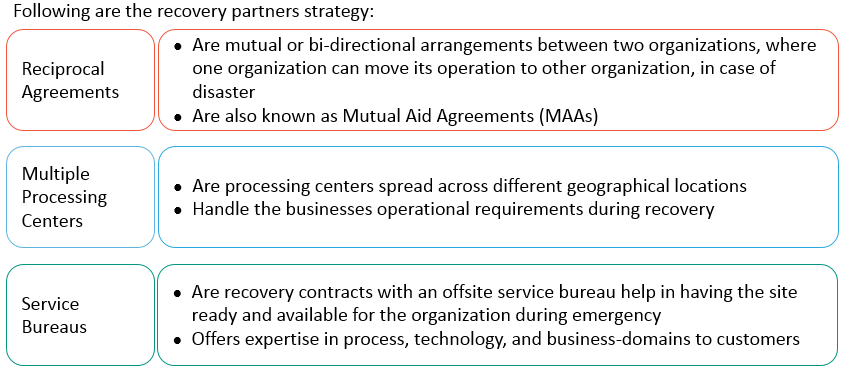 Following are the recovery partners strategy:
Reciprocal
Agreements
• Are mutual or bi-directional arrangements between two organizations, where
one organization can move its operation to other organization, in case of
disaster
• Are also known as Mutual Aid Agreements (MAAs)
Multiple
Processing
Centers
• Are processing centers spread across different geographical locations
• Handle the businesses operational requirements during recovery
Service
Bureaus
• Are recovery contracts with an offsite service bureau help in having the site
ready and available for the organization during emergency
• Offers expertise in process, technology, and business-domains to customers